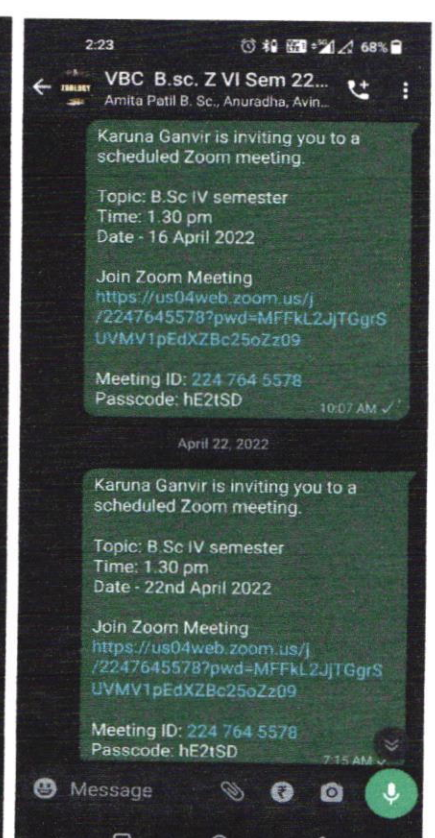 2:23
68%
VBC B.sc. Z VI Sem 22...
Amita Patil B. Sc., Anuradha, Avin...
Karuna Ganvir is inviting you to a
scheduled Zoom meeting.
Topic: B.Sc IV semester
Time: 1.30 pm
Date - 16 April 2022
Join Zoom Meeting
https://us04web.zoom.us/j
/2247645578?pwd=MFFkL2JjTGgrS
UVMV1pEdXZBc25oZz09
Meeting ID: 224 764 5578
Passcode: hE2tSD
10:07 AM
April 22, 2022
Karuna Ganvir is inviting you to a
scheduled Zoom meeting.
Topic: B.Sc IV semester
Time: 1.30 pm
Date - 22nd April 2022
Join Zoom Meeting
https://us04web.zoom.us/j
/2247645578?pwd=MFFkL2JjTGgrS
UVMV1pEdXZBc25oZz09
Meeting ID: 224 764 5578
Passcode: hE2tSD
7:15 AM
Message